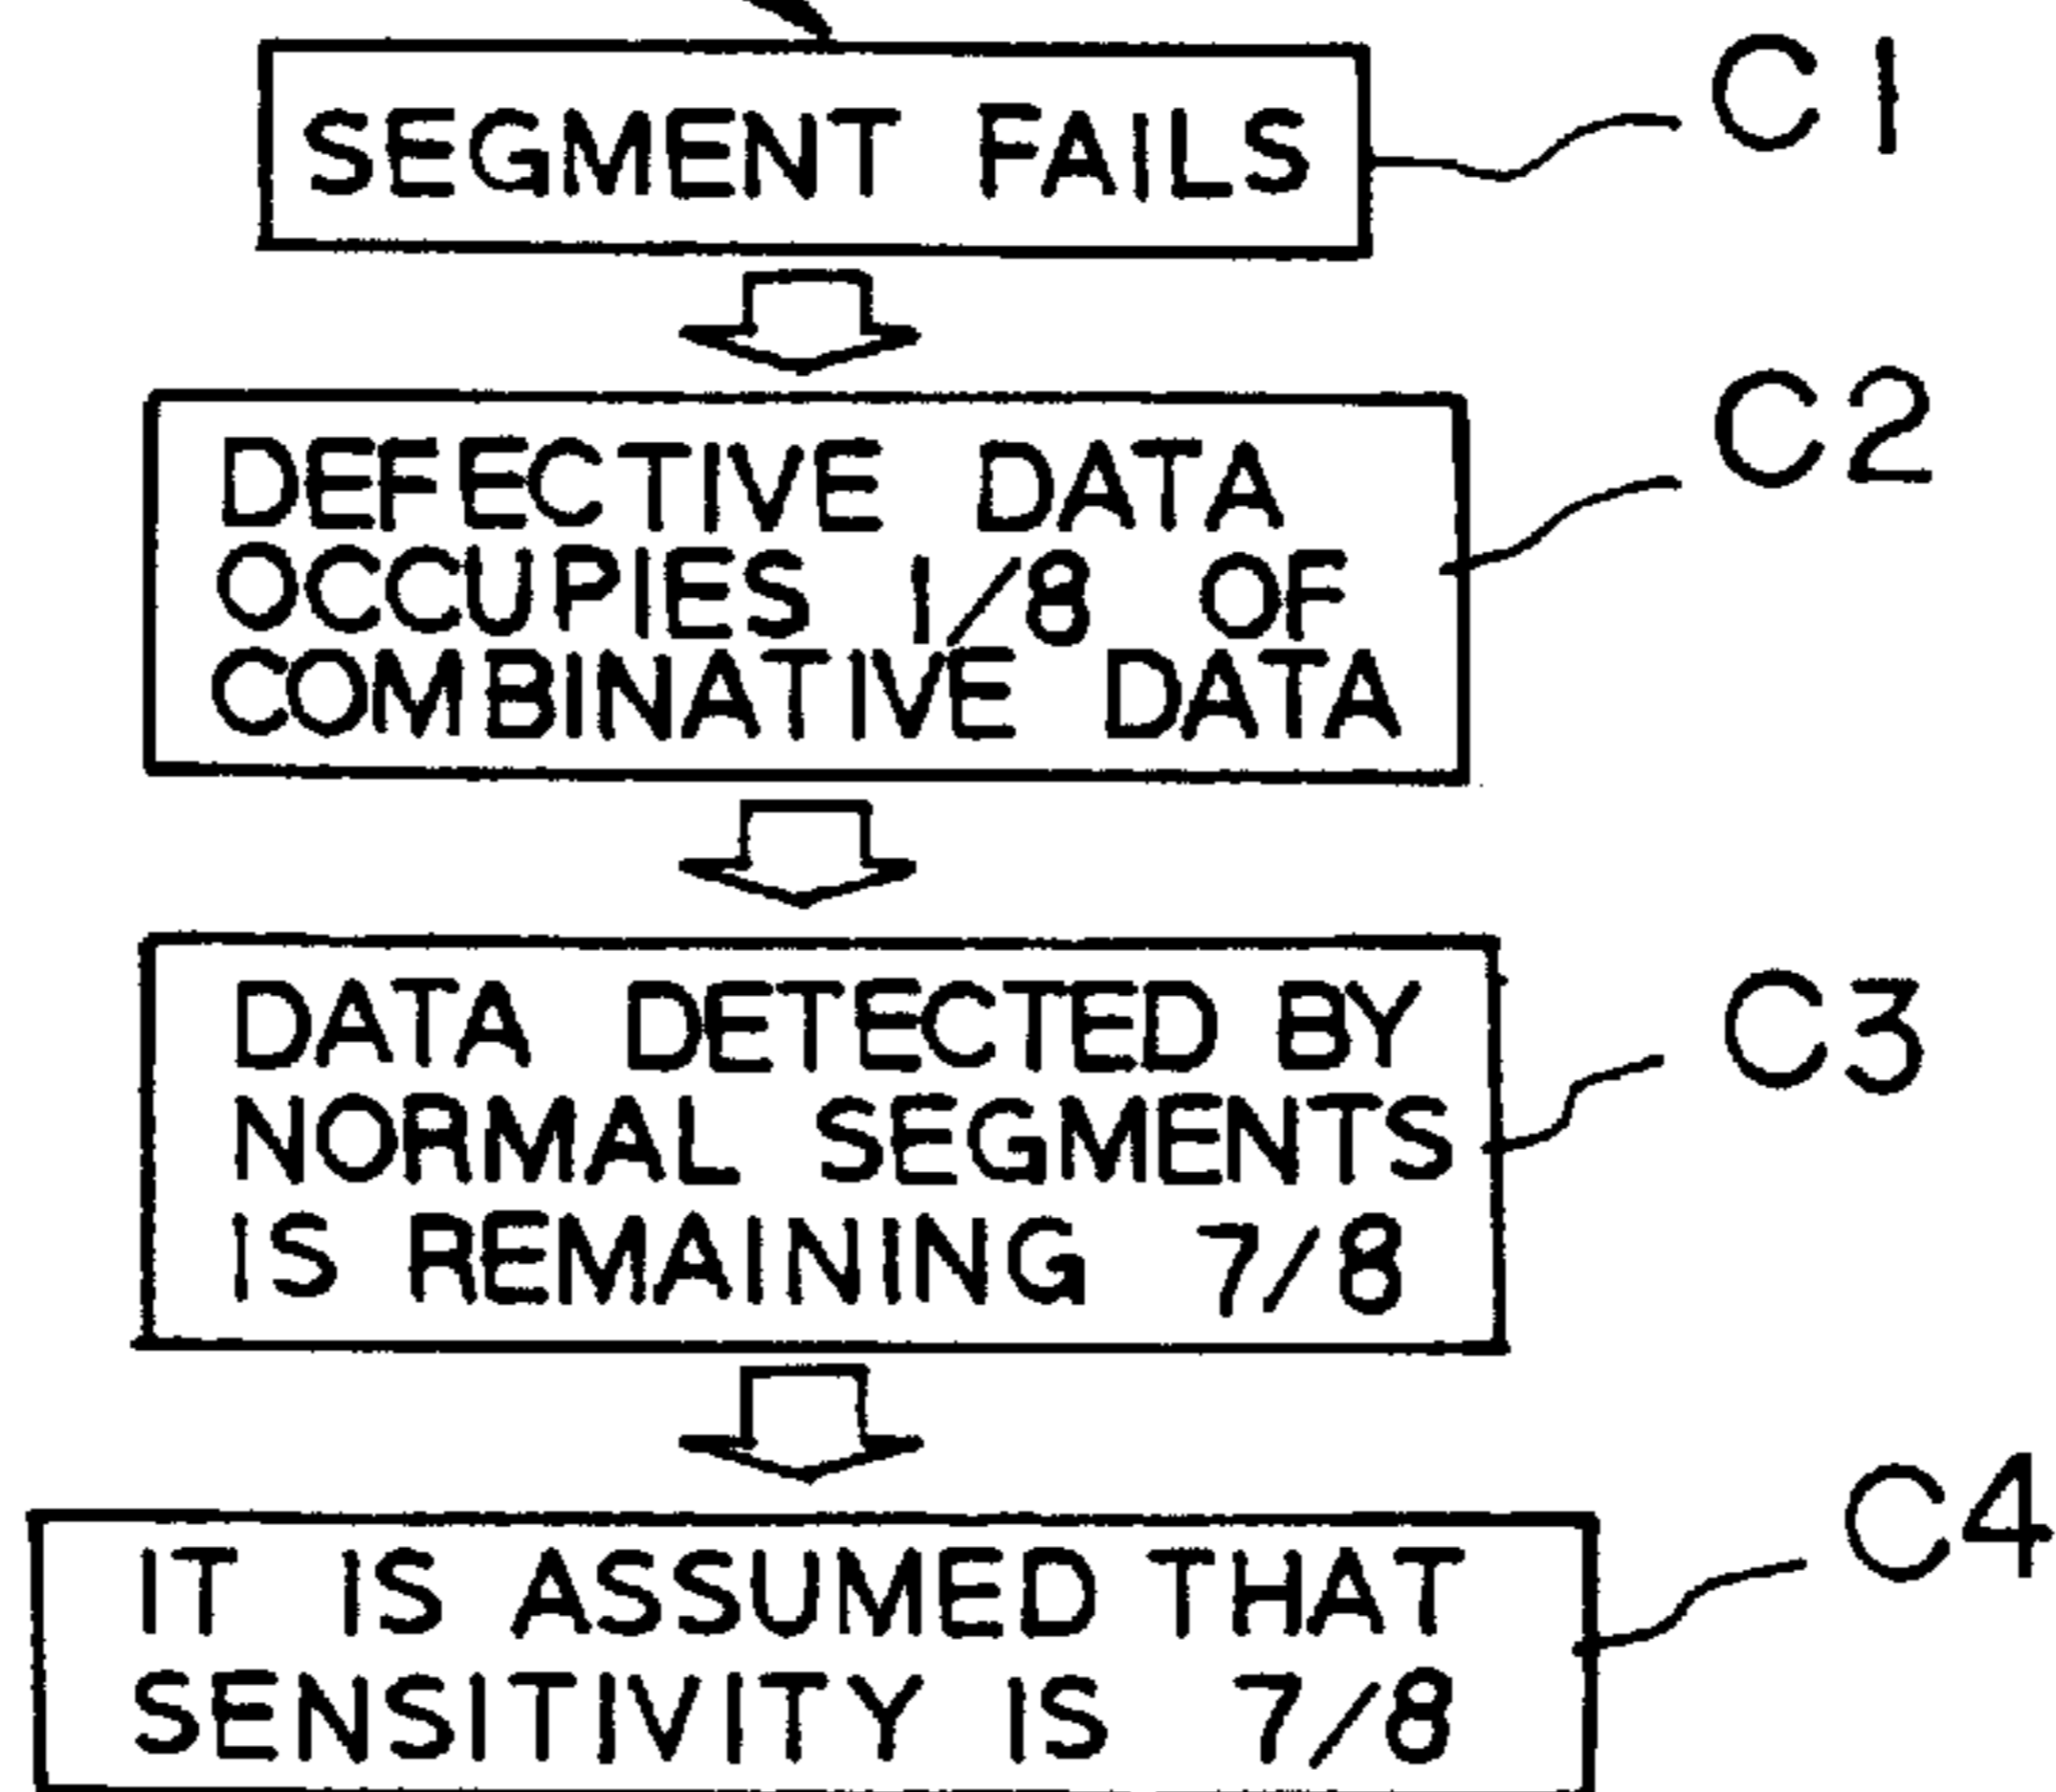 SEGMENT FAILS
C1
DEFECTIVE DATA
OCCUPIES 1/8 OF
COMBINATIVE DATA
C2
DATA DETECTED BY
NORMAL SEGMENTS
IS REMAINING 7/8
C3
IT IS ASSUMED THAT
SENSITIVITY IS 7/8
C4